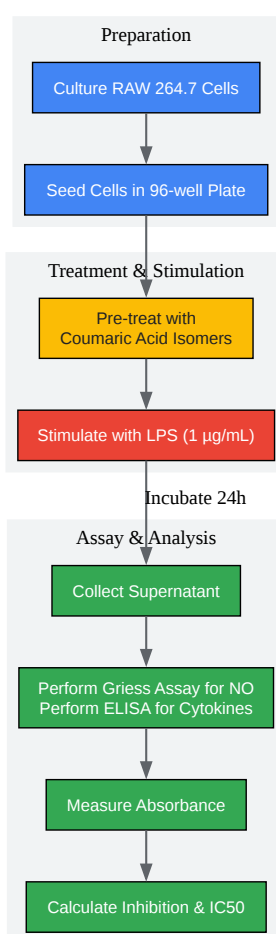 Preparation
Culture RAW 264.7 Cells
Seed Cells in 96-well Plate
Treatment & Stimulation
Pre-treat with
Coumaric Acid Isomers
Stimulate with LPS (1 µg/mL)
Incubate 24h
Assay & Analysis
Collect Supernatant
Perform Griess Assay for NO
Perform ELISA for Cytokines
Measure Absorbance
Calculate Inhibition & IC50